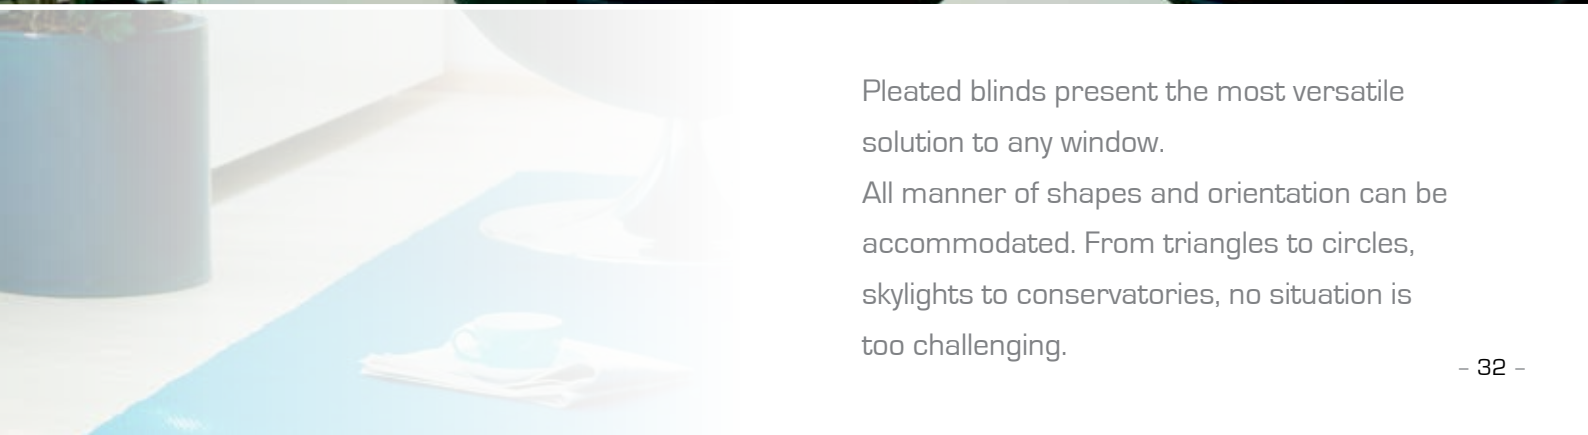 Pleated blinds present the most versatile
solution to any window.
All manner of shapes and orientation can be
accommodated. From triangles to circles,
skylights to conservatories, no situation is
too challenging.
– 32 –